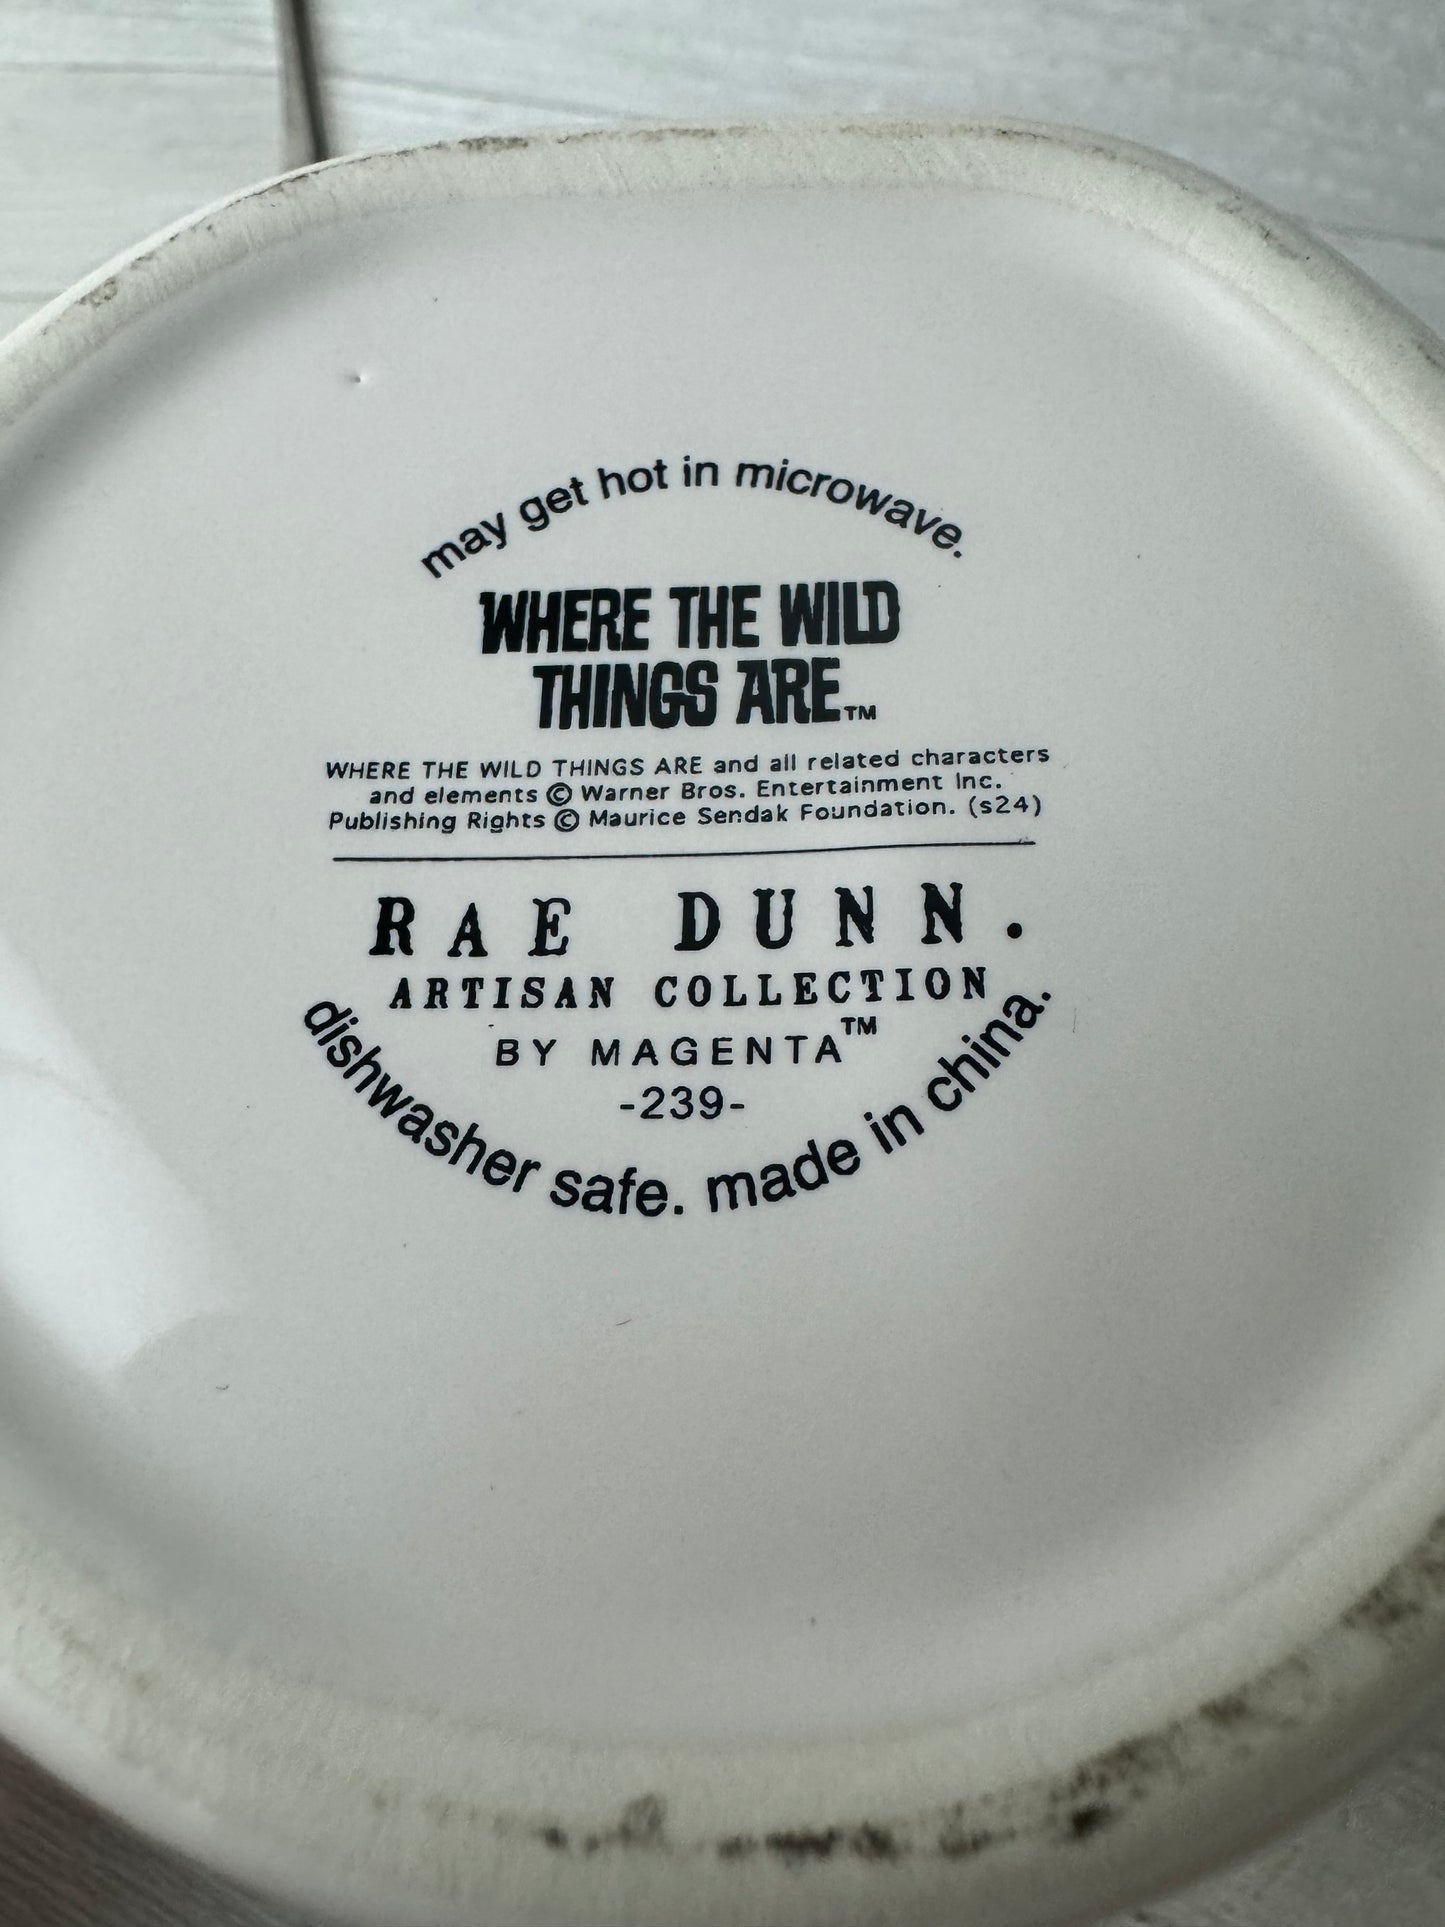 may get hot in microwave.
WHERE THE WILD
THINGS ARE™
WHERE THE WILD THINGS ARE and all related characters
and elements © Warner Bros. Entertainment Inc.
Publishing Rights © Maurice Sendak Foundation. (s24)
RAE DUNN.
ARTISAN COLLECTION
BY MAGENTA™
-239-
dishwasher safe. made in china.